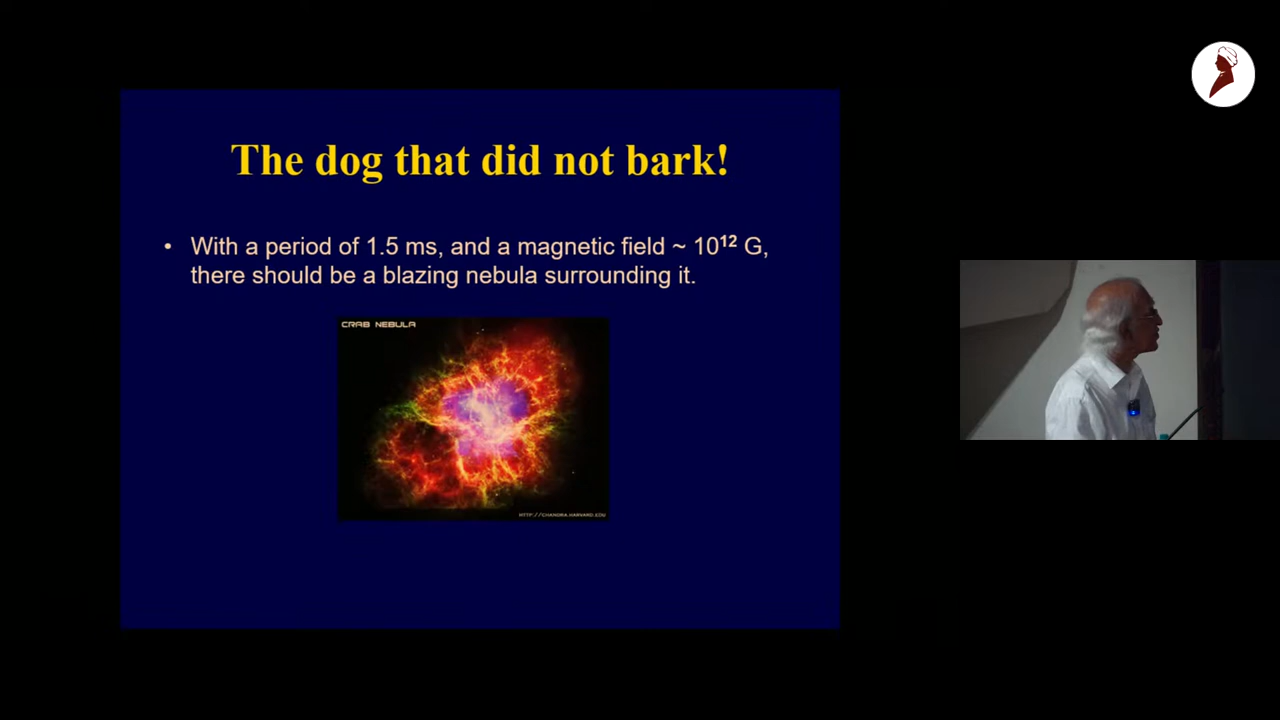 The dog that did not bark!
• With a period of 1.5 ms, and a magnetic field ~ 10¹² G,
there should be a blazing nebula surrounding it.
CRAB NEBULA
HTTP://CHANDRA.HARVARD.EDU